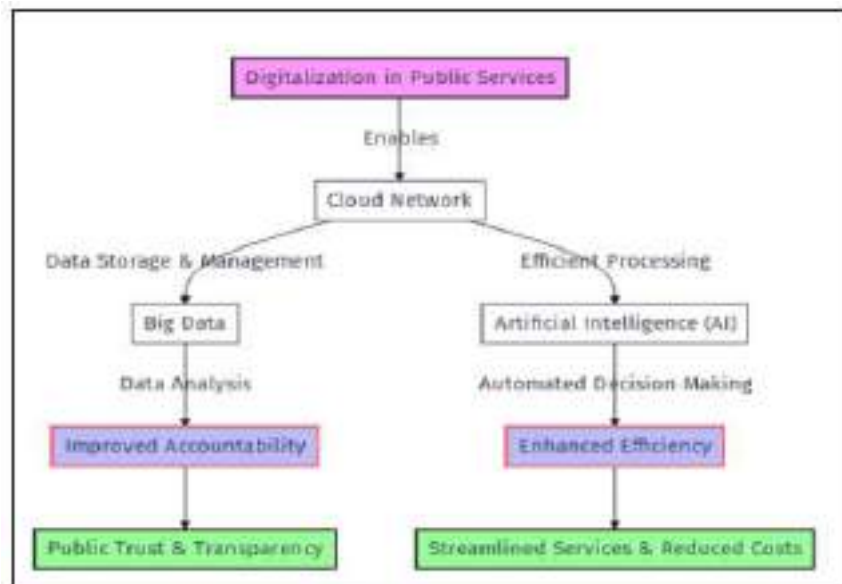 Digitalization in Public Services
Enables
Cloud Network
Data Storage & Management
Efficient Processing
Big Data
Artificial Intelligence (AI)
Data Analysis
Automated Decision Making
Improved Accountability
Enhanced Efficiency
Public Trust & Transparency
Streamlined Services & Reduced Costs